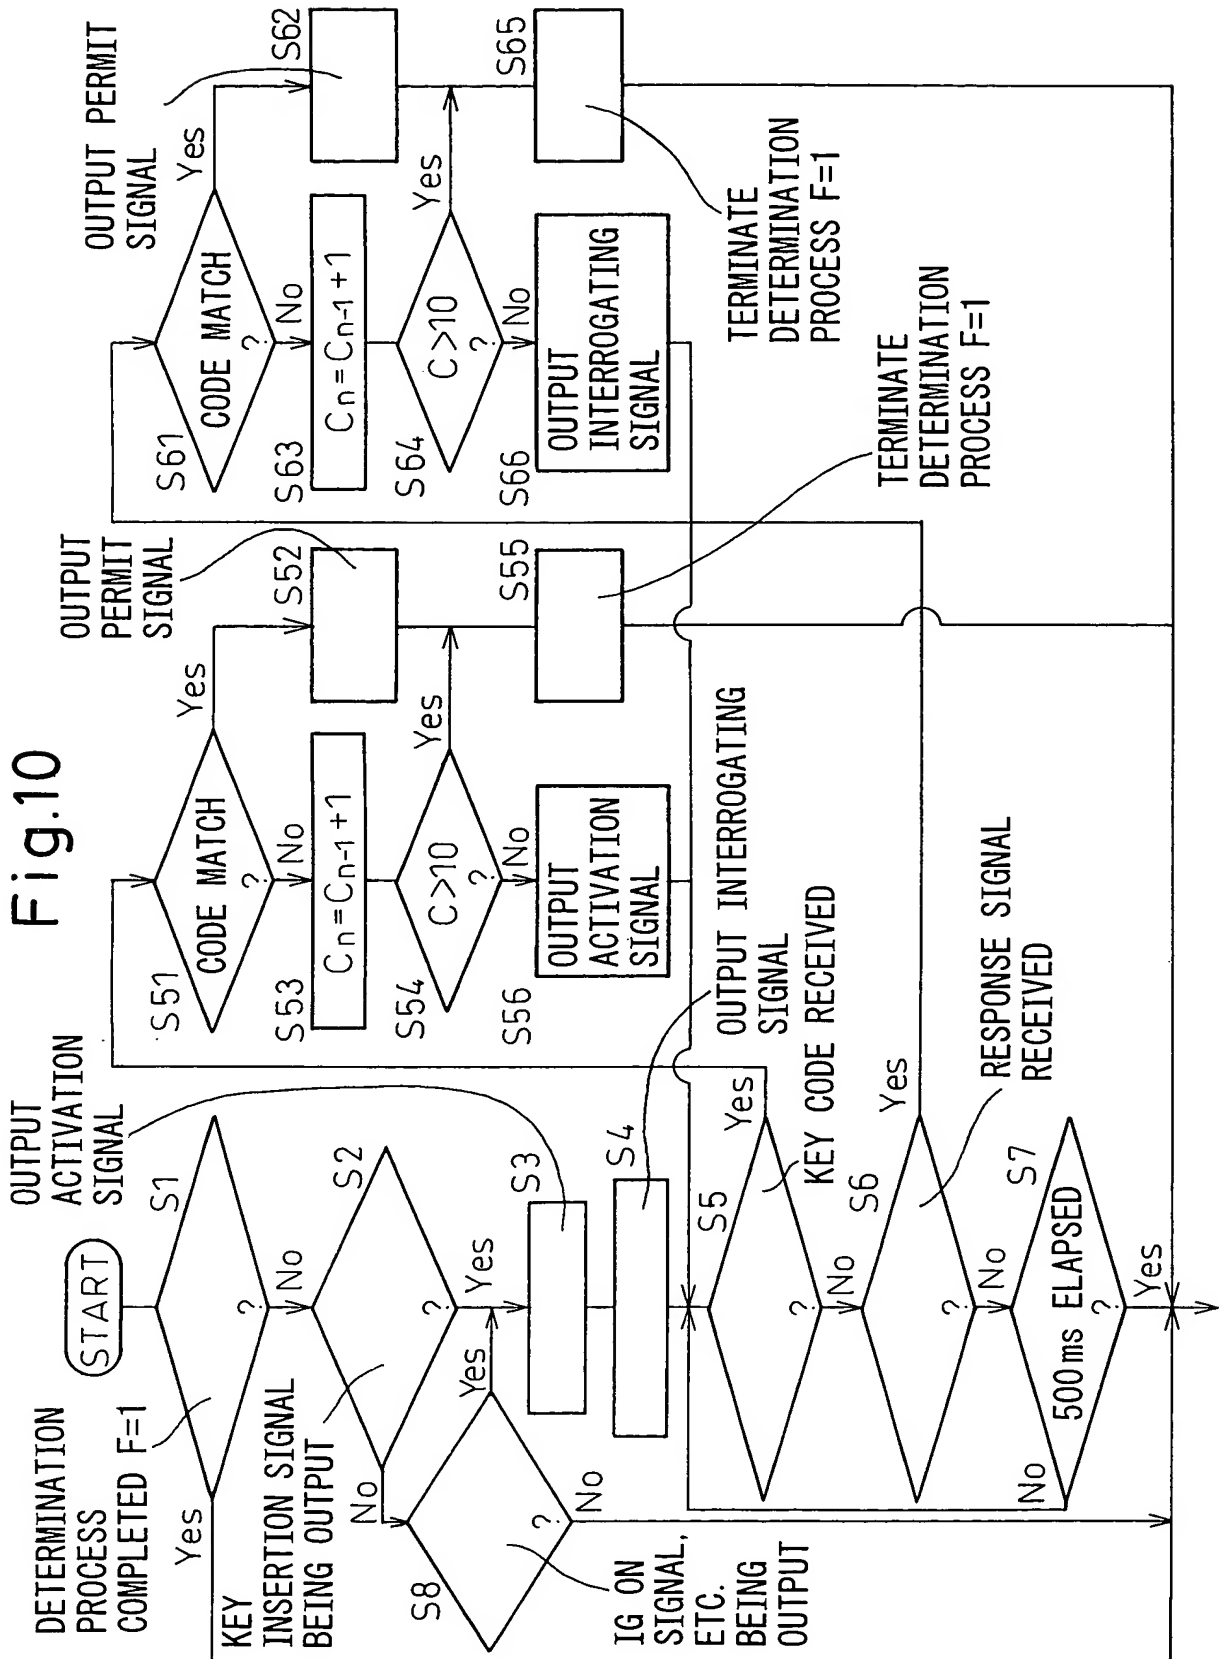 Fig.10
START
DETERMINATION
PROCESS
COMPLETED F=1
S1
?
Yes
No
KEY
INSERTION SIGNAL
BEING OUTPUT
S2
?
Yes
No
IG ON
SIGNAL,
ETC.
BEING
OUTPUT
S8
?
Yes
No
OUTPUT
ACTIVATION
SIGNAL
S3
S4
OUTPUT INTERROGATING
SIGNAL
S5
?
Yes
No
KEY CODE RECEIVED
S6
?
Yes
No
RESPONSE SIGNAL
RECEIVED
S7
500ms ELAPSED
?
No
Yes
S51
CODE MATCH
?
Yes
No
OUTPUT
PERMIT
SIGNAL
S52
S53
Cn=Cn-1+1
S54
C>10
?
Yes
No
S55
TERMINATE
DETERMINATION
PROCESS F=1
S56
OUTPUT
ACTIVATION
SIGNAL
S61
CODE MATCH
?
Yes
No
OUTPUT PERMIT
SIGNAL
S62
S63
Cn=Cn-1+1
S64
C>10
?
Yes
No
S65
TERMINATE
DETERMINATION
PROCESS F=1
S66
OUTPUT
INTERROGATING
SIGNAL